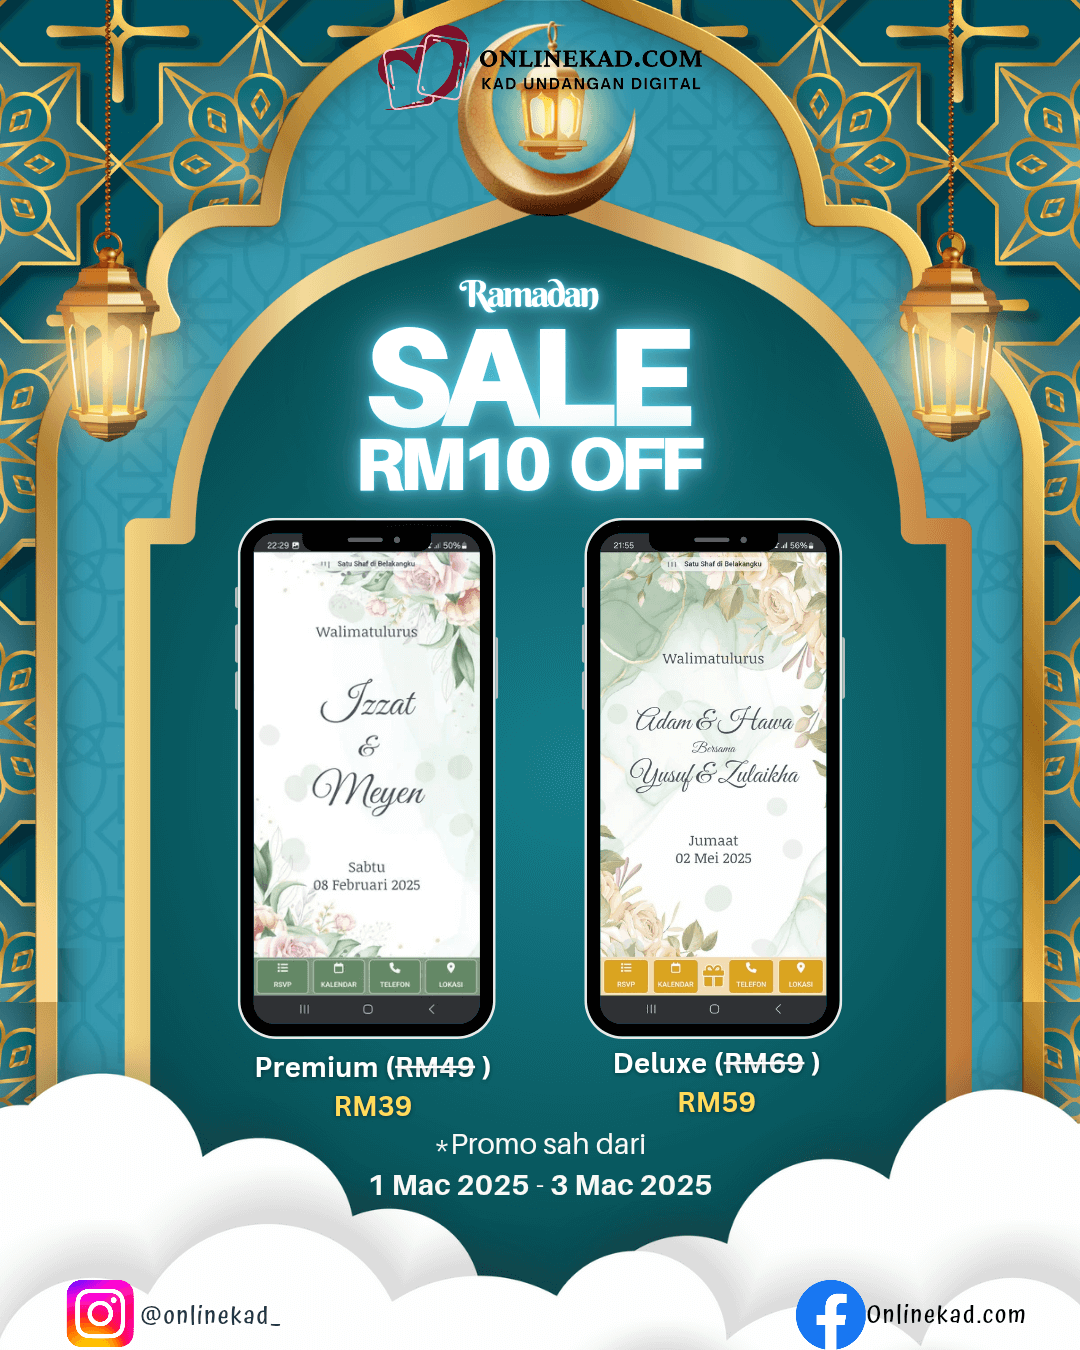 ONLINEKAD.COM
KAD UNDANGAN DIGITAL
Ramadan
SALE
RM10 OFF
22:29 50%
Satu Shaf di Belakangku
Walimatulurus
Izzat
&
Meyen
Sabtu
08 Februari 2025
RSVP KALENDAR TELEFON LOKASI
21:55 56%
Satu Shaf di Belakangku
Walimatulurus
Adam & Hawa
Bersama
Yusuf & Zulaikha
Jumaat
02 Mei 2025
RSVP KALENDAR TELEFON LOKASI
Premium (RM49 )
RM39
Deluxe (RM69 )
RM59
*Promo sah dari
1 Mac 2025 - 3 Mac 2025
@onlinekad_
Onlinekad.com